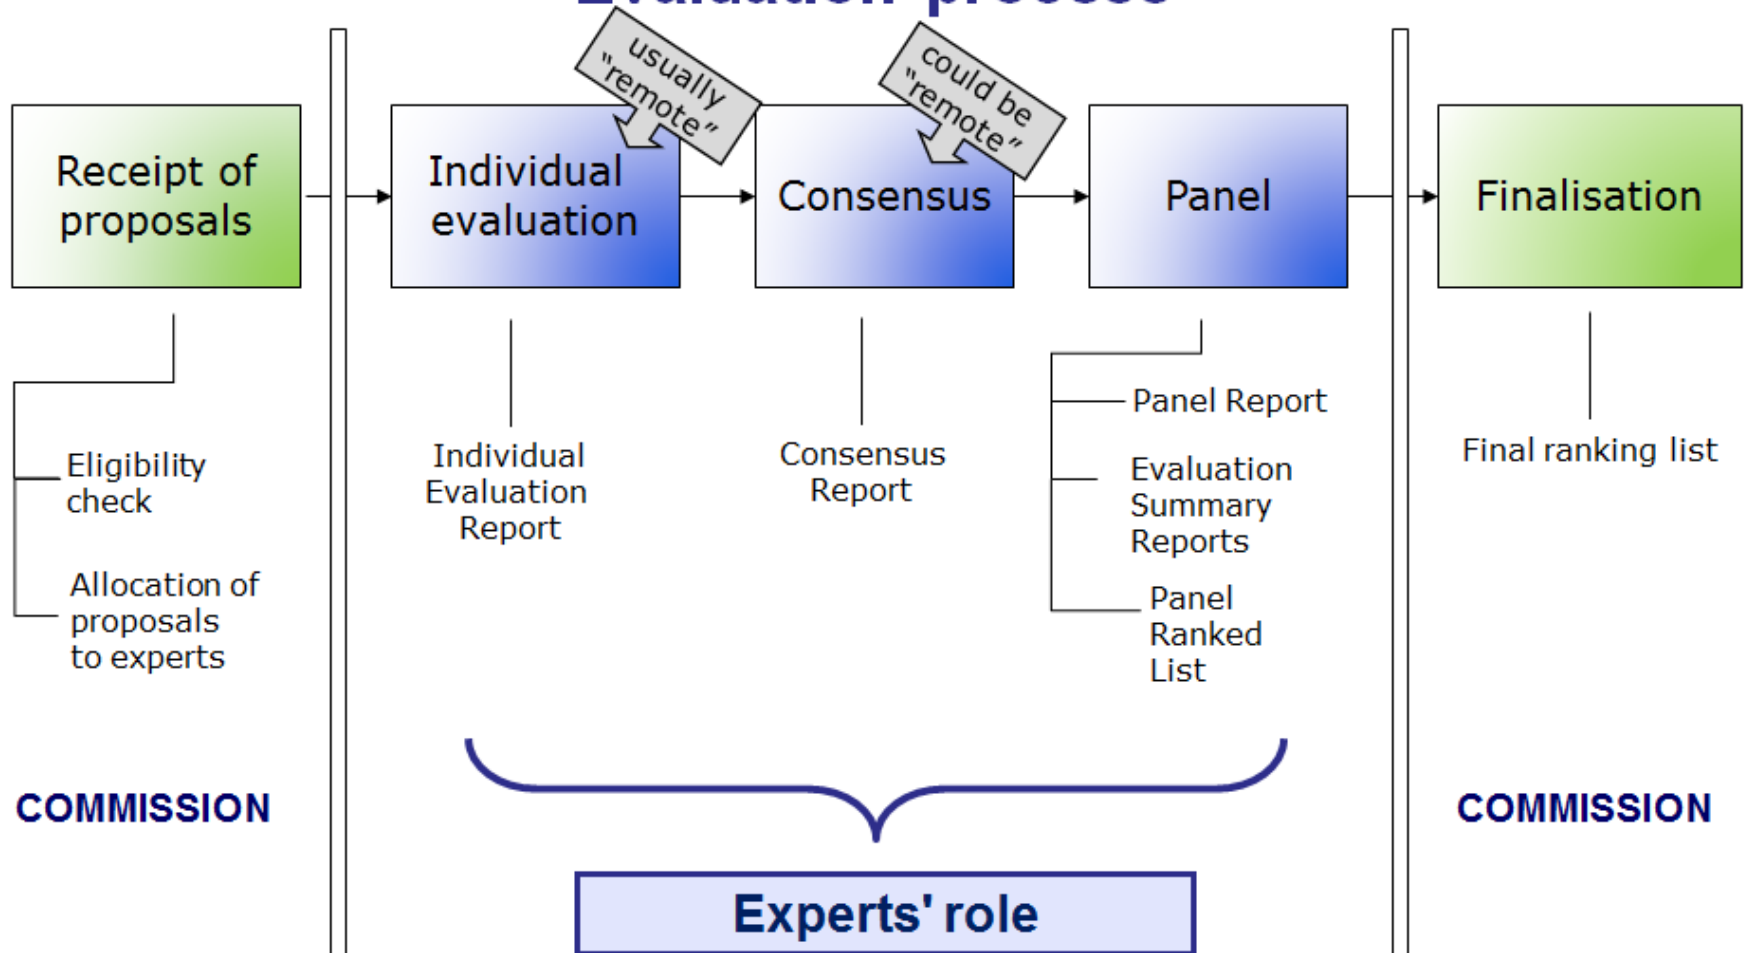 Evaluation process
usually
“remote”
could be
“remote”
Receipt of
proposals
Individual
evaluation
Consensus
Panel
Finalisation
Eligibility
check
Allocation of
proposals
to experts
Individual
Evaluation
Report
Consensus
Report
Panel Report
Evaluation
Summary
Reports
Panel
Ranked
List
Final ranking list
COMMISSION
COMMISSION
Experts' role